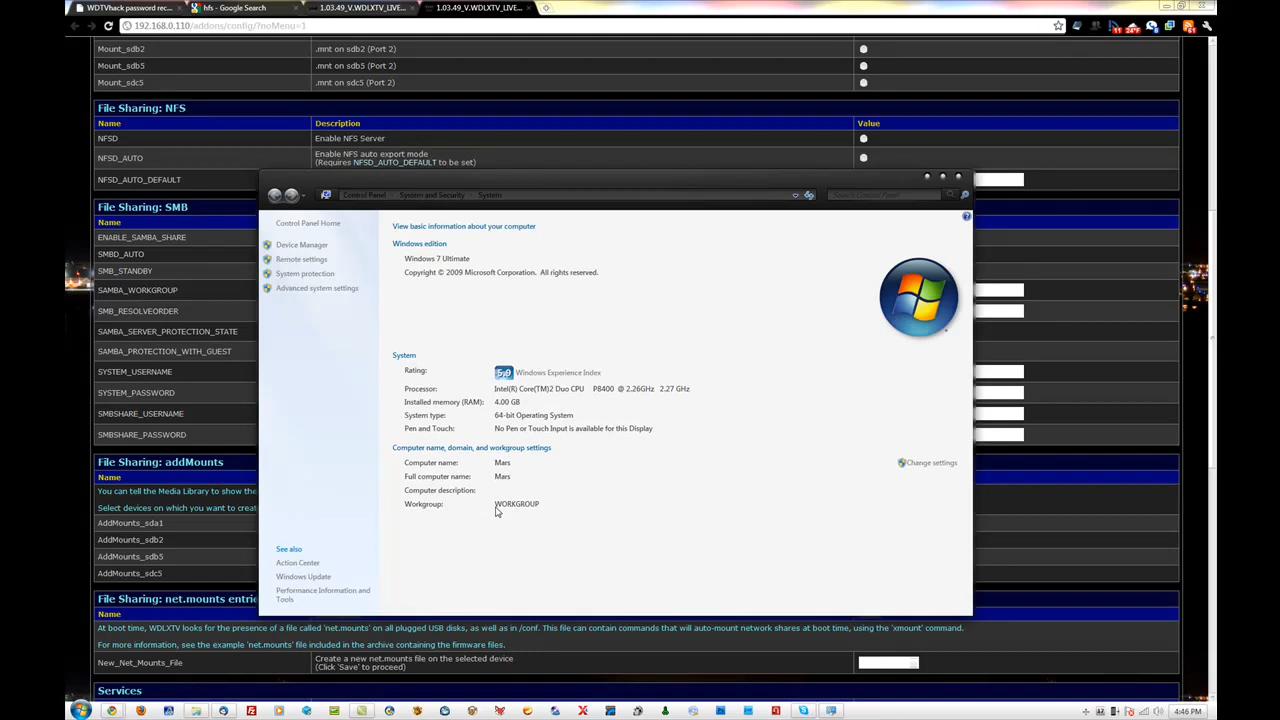 WDTVhack password rec...
hfs - Google Search
1.03.49_V.WDLXTV_LIVE...
1.03.49_V.WDLXTV_LIVE...
192.168.0.110/addons/config/?noMenu=1
Mount_sdb2 .mnt on sdb2 (Port 2)
Mount_sdb5 .mnt on sdb5 (Port 2)
Mount_sdc5 .mnt on sdc5 (Port 2)
File Sharing: NFS
Name Description Value
NFSD Enable NFS Server
NFSD_AUTO Enable NFS auto export mode
(Requires NFSD_AUTO_DEFAULT to be set)
NFSD_AUTO_DEFAULT
File Sharing: SMB
Name
ENABLE_SAMBA_SHARE
SMBD_AUTO
SMB_STANDBY
SAMBA_WORKGROUP
SMB_RESOLVEORDER
SAMBA_SERVER_PROTECTION_STATE
SAMBA_PROTECTION_WITH_GUEST
SYSTEM_USERNAME
SYSTEM_PASSWORD
SMBSHARE_USERNAME
SMBSHARE_PASSWORD
File Sharing: addMounts
Name
You can tell the Media Library to show the
Select devices on which you want to crea
AddMounts_sda1
AddMounts_sdb2
AddMounts_sdb5
AddMounts_sdc5
File Sharing: net.mounts entrie
Name
At boot time, WDLXTV looks for the presence of a file called 'net.mounts' on all plugged USB disks, as well as in /conf. This file can contain commands that will auto-mount network shares at boot time, using the 'xmount' command.
For more information, see the example 'net.mounts' file included in the archive containing the firmware files.
New_Net_Mounts_File Create a new net.mounts file on the selected device
(Click 'Save' to proceed)
Services
Control Panel System and Security System
Search Control Panel
Control Panel Home
Device Manager
Remote settings
System protection
Advanced system settings
See also
Action Center
Windows Update
Performance Information and
Tools
View basic information about your computer
Windows edition
Windows 7 Ultimate
Copyright © 2009 Microsoft Corporation. All rights reserved.
System
Rating: 5,9 Windows Experience Index
Processor: Intel(R) Core(TM)2 Duo CPU P8400 @ 2.26GHz 2.27 GHz
Installed memory (RAM): 4.00 GB
System type: 64-bit Operating System
Pen and Touch: No Pen or Touch Input is available for this Display
Computer name, domain, and workgroup settings
Computer name: Mars
Change settings
Full computer name: Mars
Computer description:
Workgroup: WORKGROUP
4:46 PM